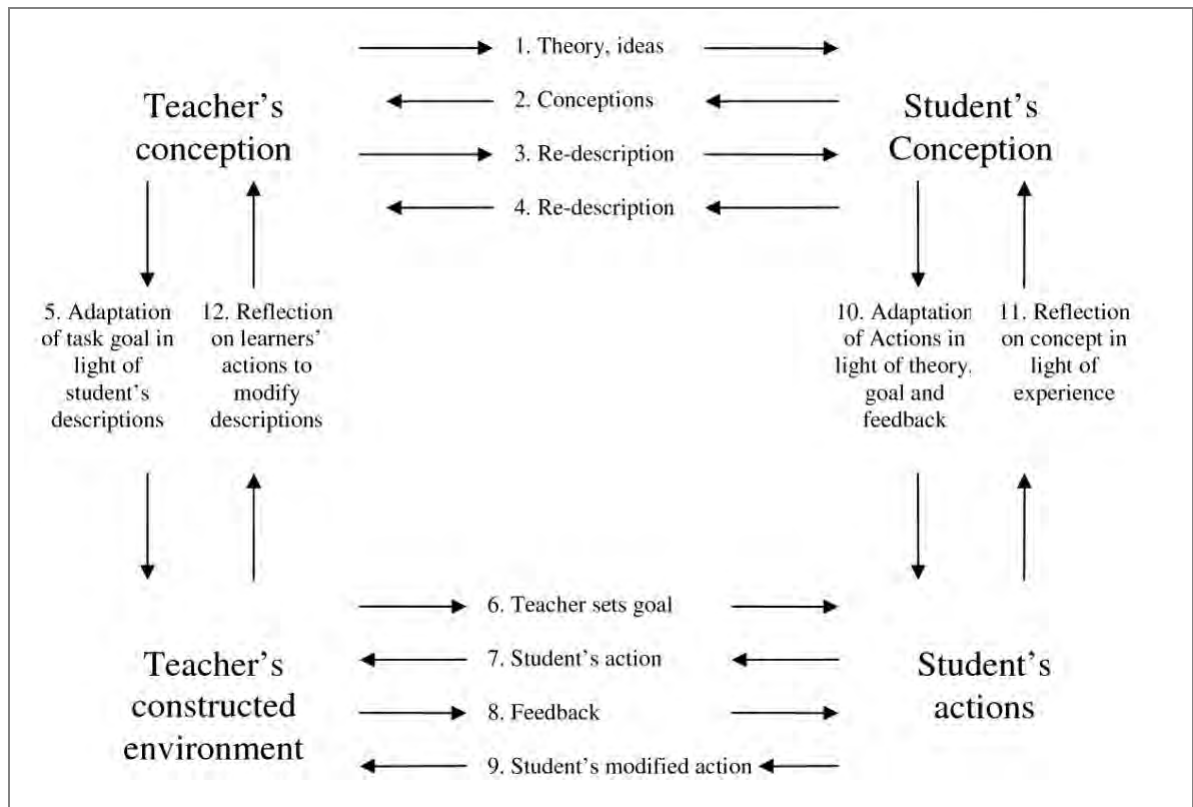 1. Theory, ideas
Teacher's
conception
2. Conceptions
Student's
Conception
3. Re-description
4. Re-description
5. Adaptation
of task goal in
light of
student's
descriptions
12. Reflection
on learners'
actions to
modify
descriptions
10. Adaptation
of Actions in
light of theory,
goal and
feedback
11. Reflection
on concept in
light of
experience
6. Teacher sets goal
Teacher's
constructed
environment
7. Student's action
8. Feedback
9. Student's modified action
Student's
actions